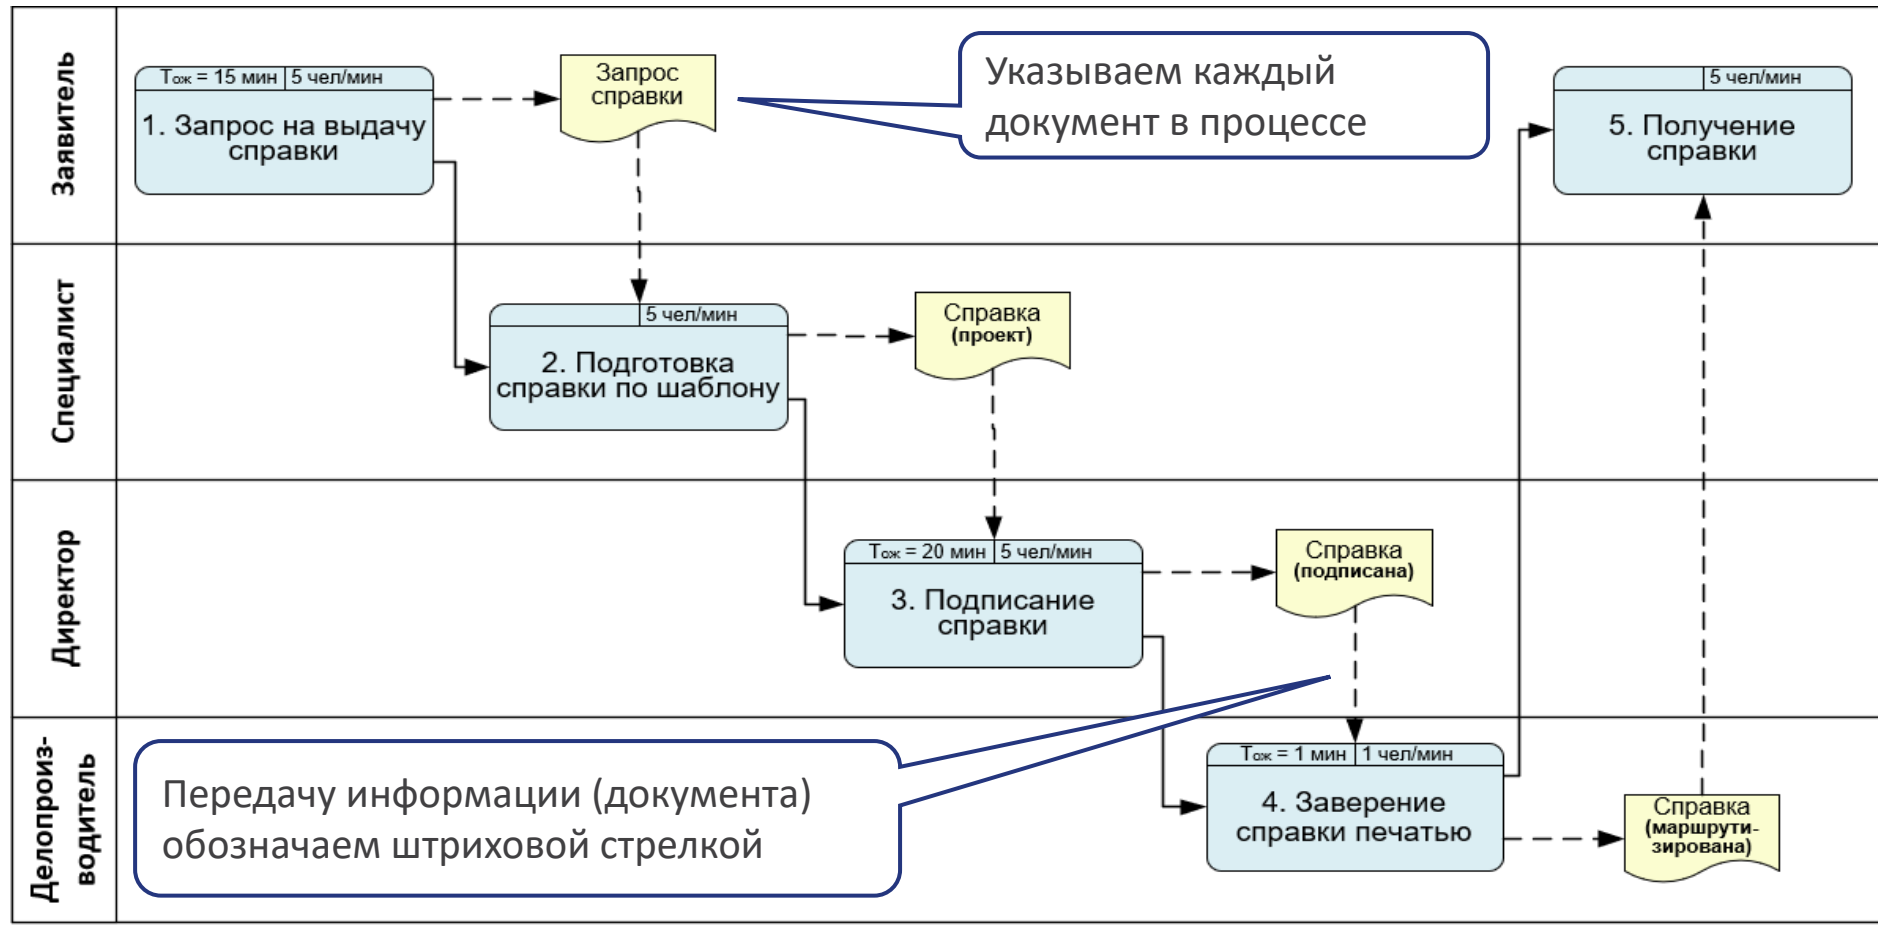 Заявитель
Tож = 15 мин
5 чел/мин
1. Запрос на выдачу
справки
Запрос
справки
Указываем каждый
документ в процессе
5 чел/мин
5. Получение
справки
Специалист
5 чел/мин
2. Подготовка
справки по шаблону
Справка
(проект)
Директор
Tож = 20 мин
5 чел/мин
3. Подписание
справки
Справка
(подписана)
Делопроиз-
водитель
Передачу информации (документа)
обозначаем штриховой стрелкой
Tож = 1 мин
1 чел/мин
4. Заверение
справки печатью
Справка
(маршрути-
зирована)